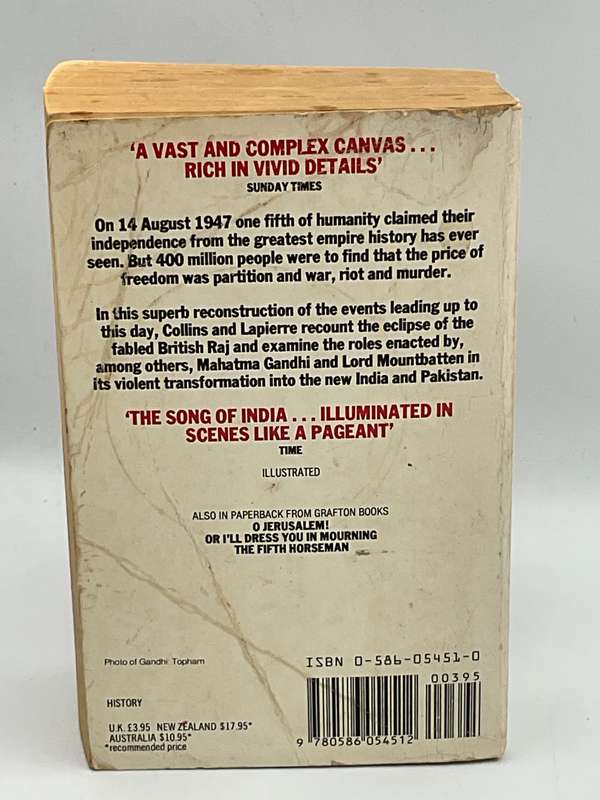 ‘A VAST AND COMPLEX CANVAS...
RICH IN VIVID DETAILS’
SUNDAY TIMES
On 14 August 1947 one fifth of humanity claimed their
independence from the greatest empire history has ever
seen. But 400 million people were to find that the price of
freedom was partition and war, riot and murder.
In this superb reconstruction of the events leading up to
this day, Collins and Lapierre recount the eclipse of the
fabled British Raj and examine the roles enacted by,
among others, Mahatma Gandhi and Lord Mountbatten in
its violent transformation into the new India and Pakistan.
‘THE SONG OF INDIA...ILLUMINATED IN
SCENES LIKE A PAGEANT’
TIME
ILLUSTRATED
ALSO IN PAPERBACK FROM GRAFTON BOOKS
O JERUSALEM!
OR I'LL DRESS YOU IN MOURNING
THE FIFTH HORSEMAN
Photo of Gandhi Topham
ISBN 0-586-05451-0
00395
HISTORY
U.K. £3.95 NEW ZEALAND $17.95*
AUSTRALIA $10.95*
*recommended price
9 780586 054512